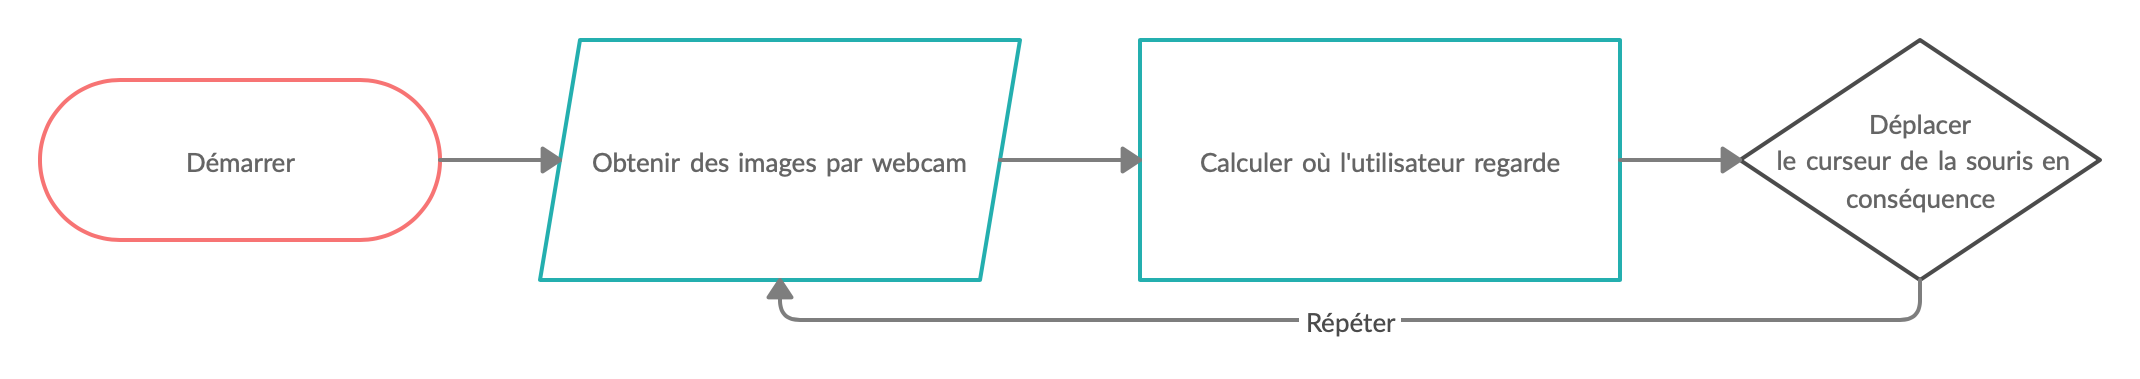 Démarrer
Obtenir des images par webcam
Calculer où l'utilisateur regarde
Déplacer
le curseur de la souris en
conséquence
Répéter